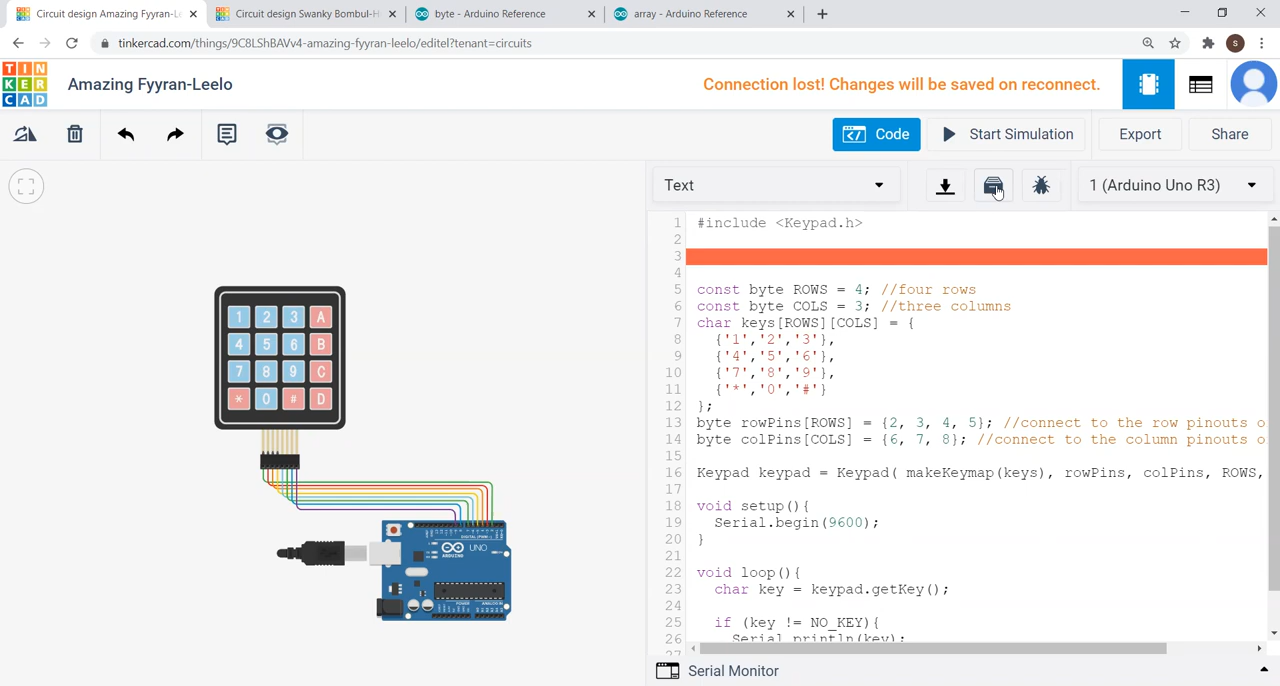 Circuit design Amazing Fyyran-Le
Circuit design Swanky Bombul-H
byte - Arduino Reference
array - Arduino Reference
tinkercad.com/things/9C8LShBAVv4-amazing-fyyran-leelo/editel?tenant=circuits
S
TIN
KER
CAD
Amazing Fyyran-Leelo
Connection lost! Changes will be saved on reconnect.
Code
Start Simulation
Export
Share
Text
1 (Arduino Uno R3)
1 #include <Keypad.h>
2
3
4
5 const byte ROWS = 4; //four rows
6 const byte COLS = 3; //three columns
7 char keys[ROWS][COLS] = {
8 {'1','2','3'},
9 {'4','5','6'},
10 {'7','8','9'},
11 {'*','0','#'}
12 };
13 byte rowPins[ROWS] = {2, 3, 4, 5}; //connect to the row pinouts o
14 byte colPins[COLS] = {6, 7, 8}; //connect to the column pinouts o
15
16 Keypad keypad = Keypad( makeKeymap(keys), rowPins, colPins, ROWS,
17
18 void setup(){
19 Serial.begin(9600);
20 }
21
22 void loop(){
23 char key = keypad.getKey();
24
25 if (key != NO_KEY){
26 Serial.println(key);
27
1 2 3 A
4 5 6 B
7 8 9 C
* 0 # D
UNO
ARDUINO
Serial Monitor